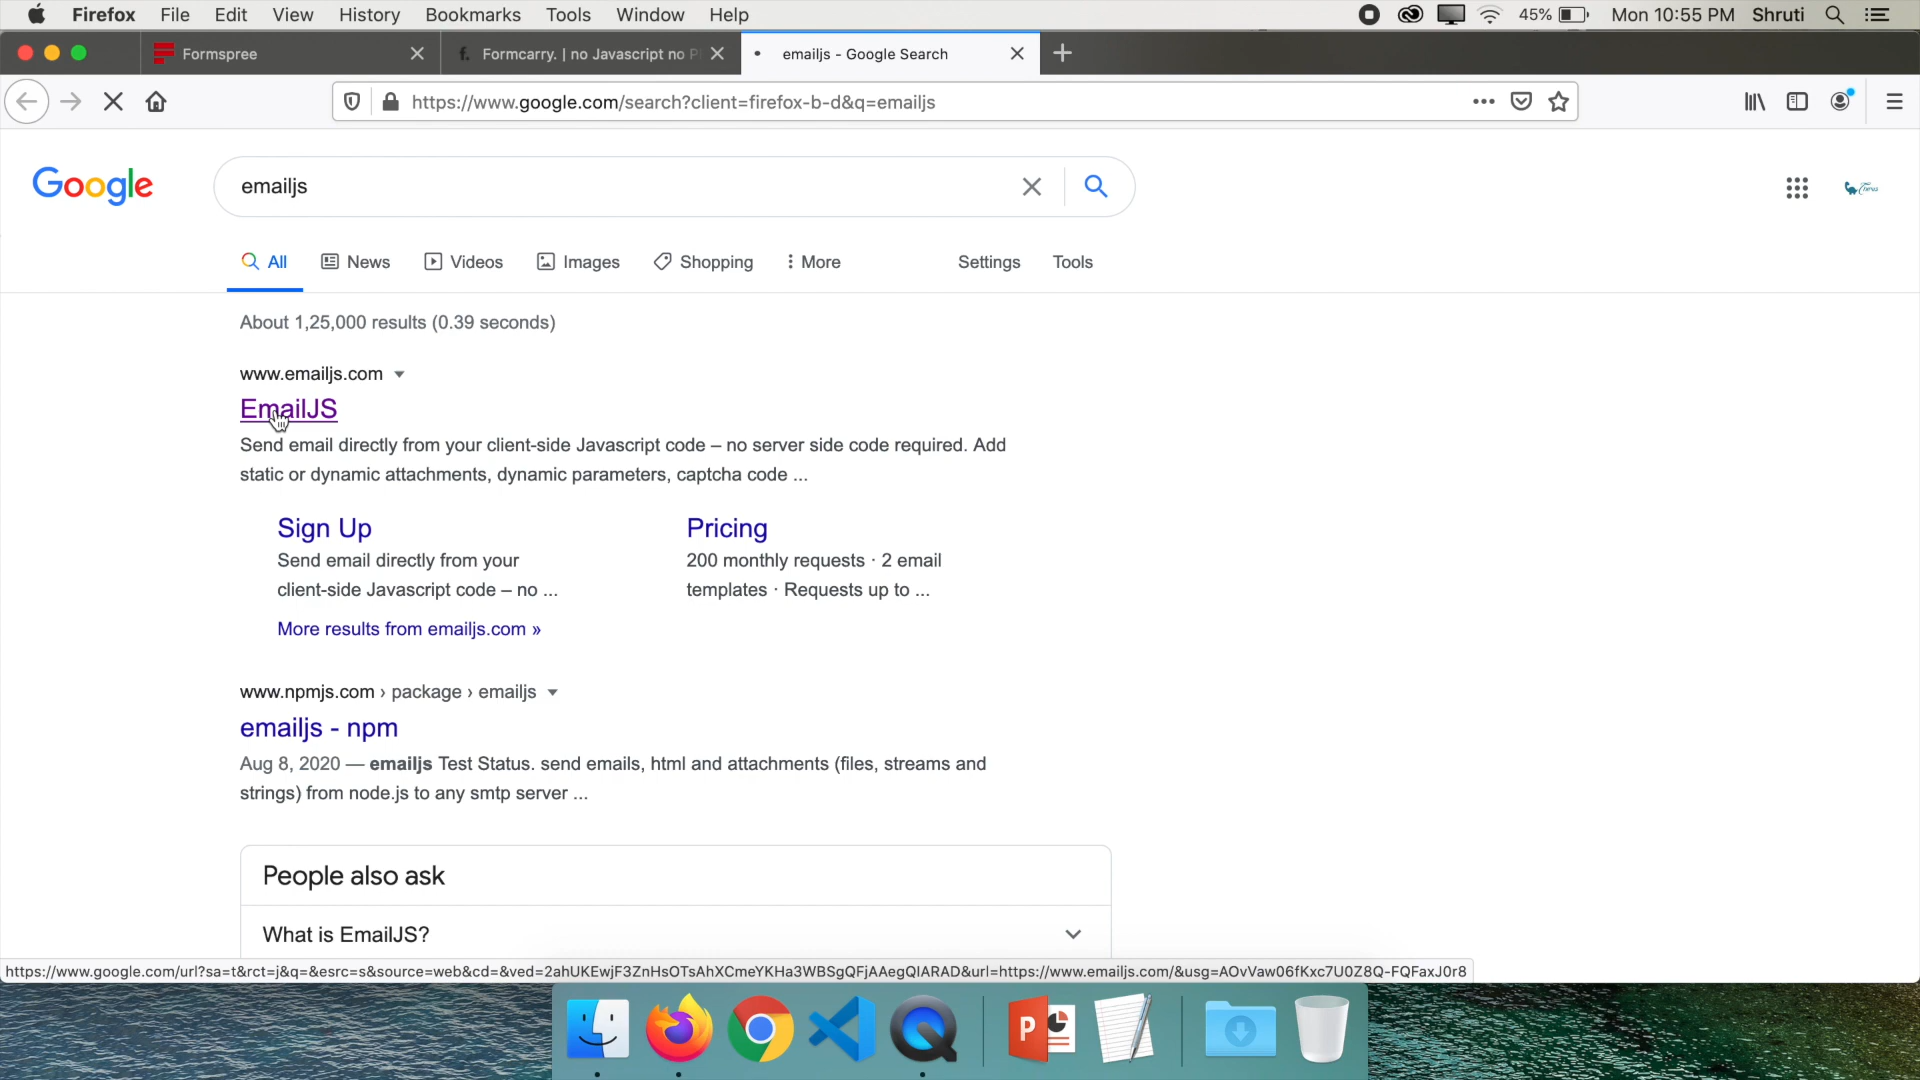 Firefox File Edit View History Bookmarks Tools Window Help 45% Mon 10:55 PM Shruti
Formspree Formcarry. | no Javascript no P emailjs - Google Search
https://www.google.com/search?client=firefox-b-d&q=emailjs
Google emailjs
All News Videos Images Shopping More Settings Tools
About 1,25,000 results (0.39 seconds)
www.emailjs.com
EmailJS
Send email directly from your client-side Javascript code – no server side code required. Add
static or dynamic attachments, dynamic parameters, captcha code ...
Sign Up
Send email directly from your
client-side Javascript code – no ...
Pricing
200 monthly requests · 2 email
templates · Requests up to ...
More results from emailjs.com »
www.npmjs.com › package › emailjs
emailjs - npm
Aug 8, 2020 — emailjs Test Status. send emails, html and attachments (files, streams and
strings) from node.js to any smtp server ...
People also ask
What is EmailJS?
https://www.google.com/url?sa=t&rct=j&q=&esrc=s&source=web&cd=&ved=2ahUKEwjF3ZnHsOTsAhXCmeYKHa3WBSgQFjAAegQIARAD&url=https://www.emailjs.com/&usg=AOvVaw06fKxc7U0Z8Q-FQFaxJ0r8